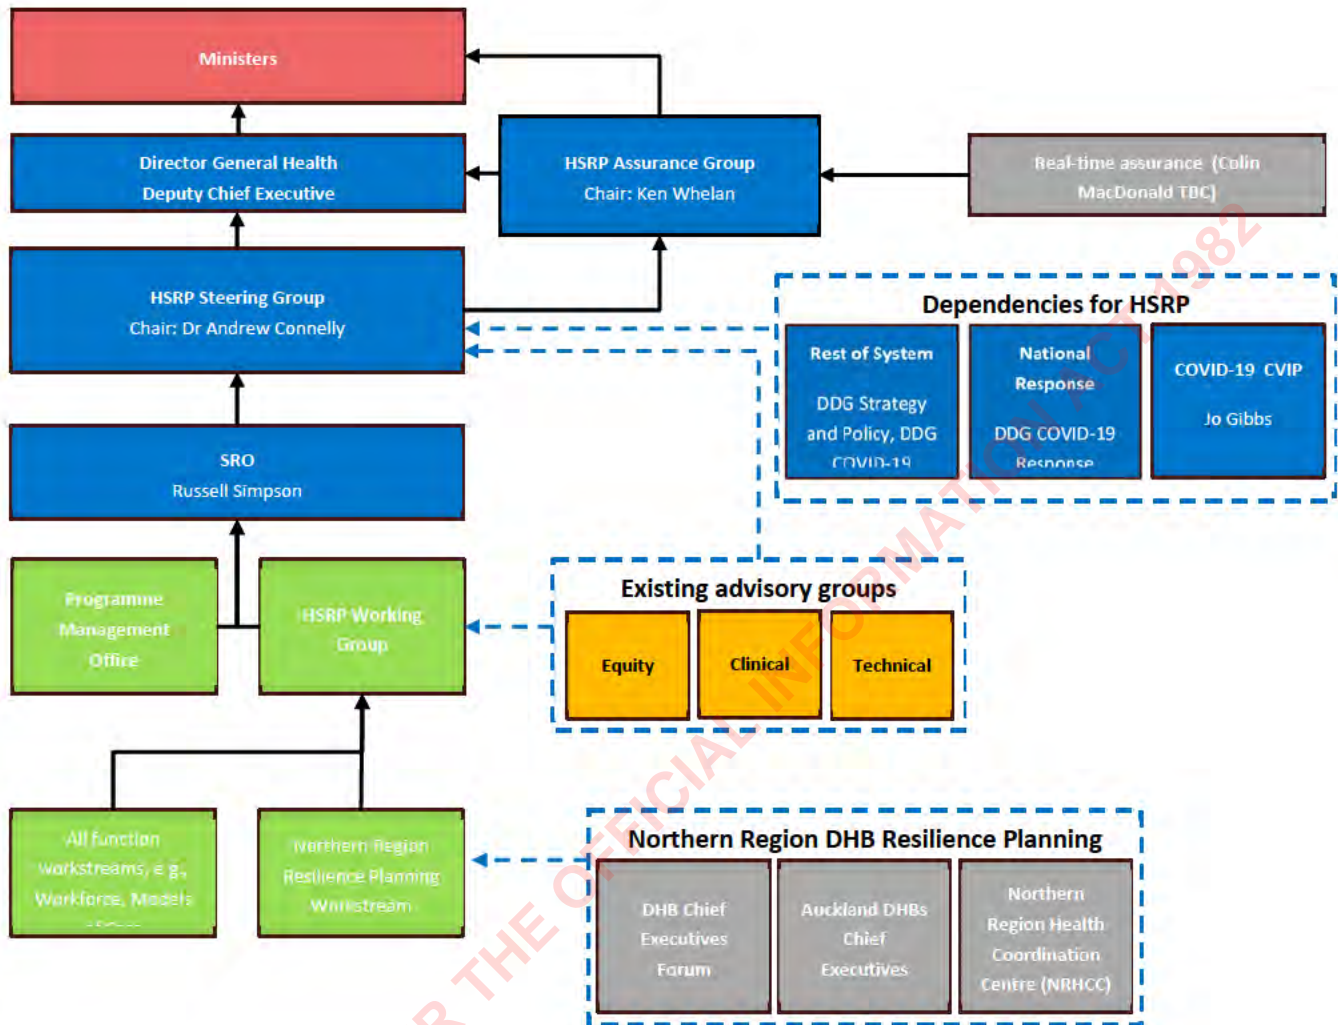 Ministers
Director General Health
Deputy Chief Executive
HSRP Assurance Group
Chair: Ken Whelan
Real-time assurance (Colin
MacDonald TBC)
HSRP Steering Group
Chair: Dr Andrew Connelly
Dependencies for HSRP
Rest of System
DDG Strategy
and Policy, DDG
COVID-19
National
Response
DDG COVID-19
Response
COVID-19 CVIP
Jo Gibbs
SRO
Russell Simpson
Programme
Management
Office
HSRP Working
Group
Existing advisory groups
Equity
Clinical
Technical
All function
workstreams, e.g.,
Workforce, Models
Northern Region
Resilience Planning
Workstream
Northern Region DHB Resilience Planning
DHB Chief
Executives
Forum
Auckland DHBs
Chief
Executives
Northern
Region Health
Coordination
Centre (NRHCC)
R THE OFFICIAL INFORMATION ACT 1982